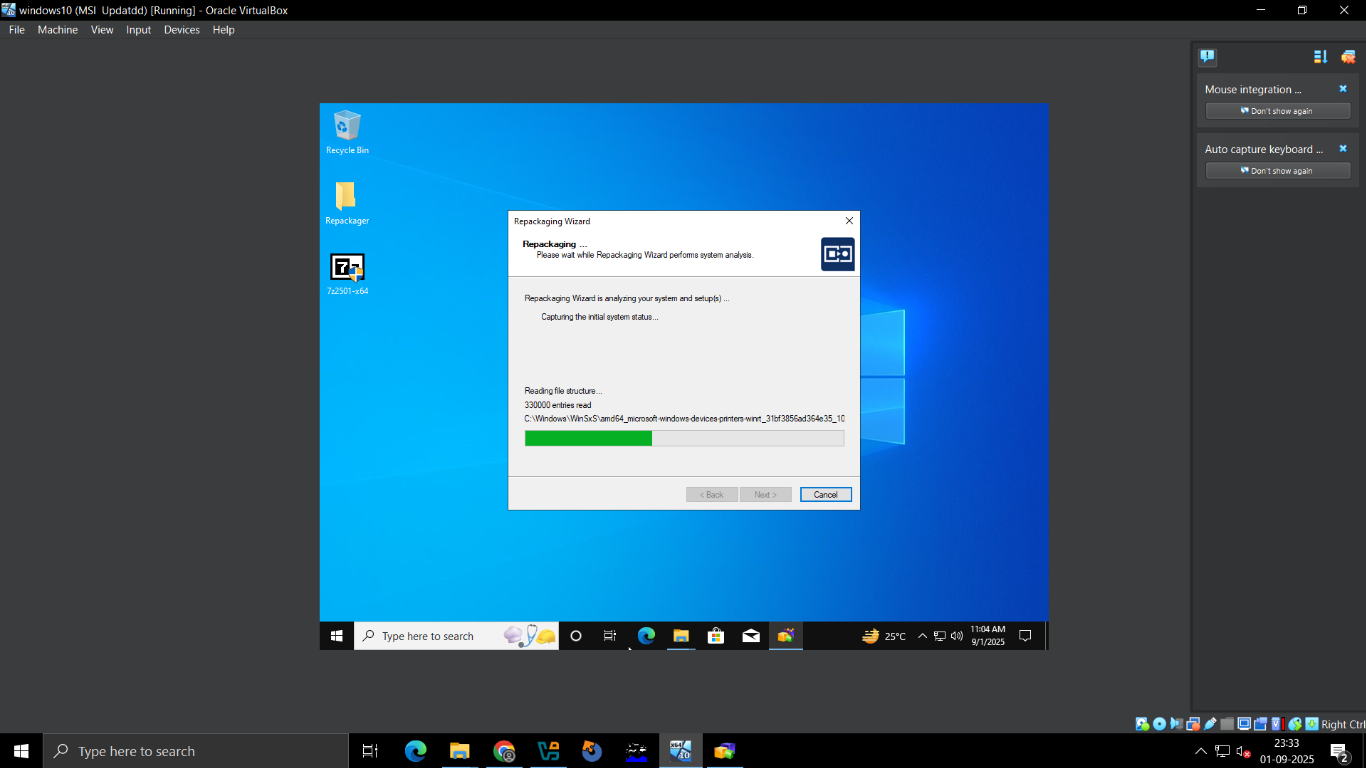 windows10 (MSI Updatdd) [Running] - Oracle VirtualBox
File Machine View Input Devices Help
Mouse integration ...
Don't show again
Auto capture keyboard ...
Don't show again
Recycle Bin
Repackager
7z2501-x64
Repackaging Wizard
Repackaging ...
Please wait while Repackaging Wizard performs system analysis.
Repackaging Wizard is analyzing your system and setup(s) ...
Capturing the initial system status...
Reading file structure...
330000 entries read
C:\Windows\WinSxS\amd64_microsoft-windows-devices-printers-winrt_31bf3856ad364e35_10
< Back Next > Cancel
Type here to search
25°C
11:04 AM
9/1/2025
Right Ctrl
Type here to search
23:33
01-09-2025
2